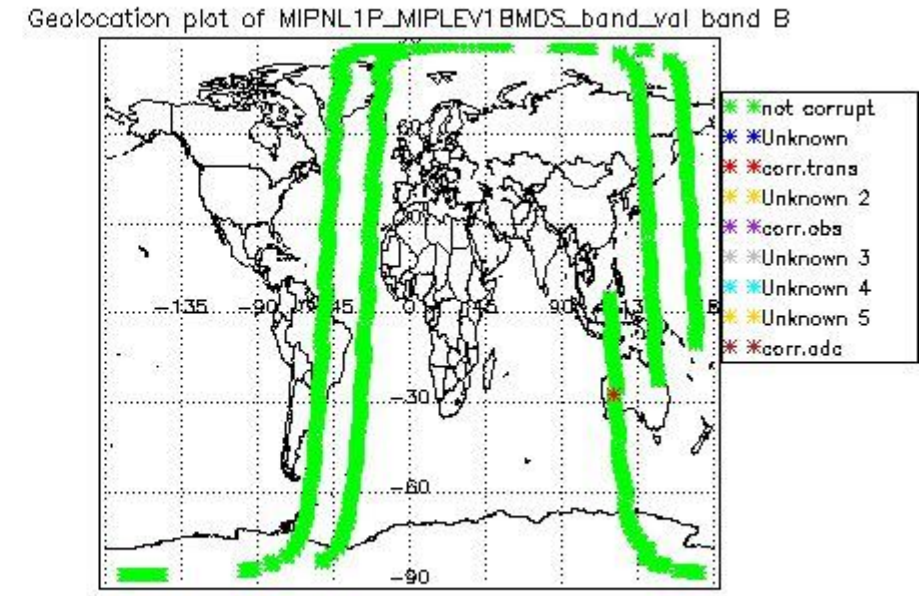 Geolocation plot of MIPNL1P_MIPLEV1BMDS_band_val band B
not corrupt
Unknown
corr.trans
Unknown 2
corr.obs
Unknown 3
Unknown 4
Unknown 5
corr.adc
60
-135 -90 45 0 45 90
-30
-60
-90